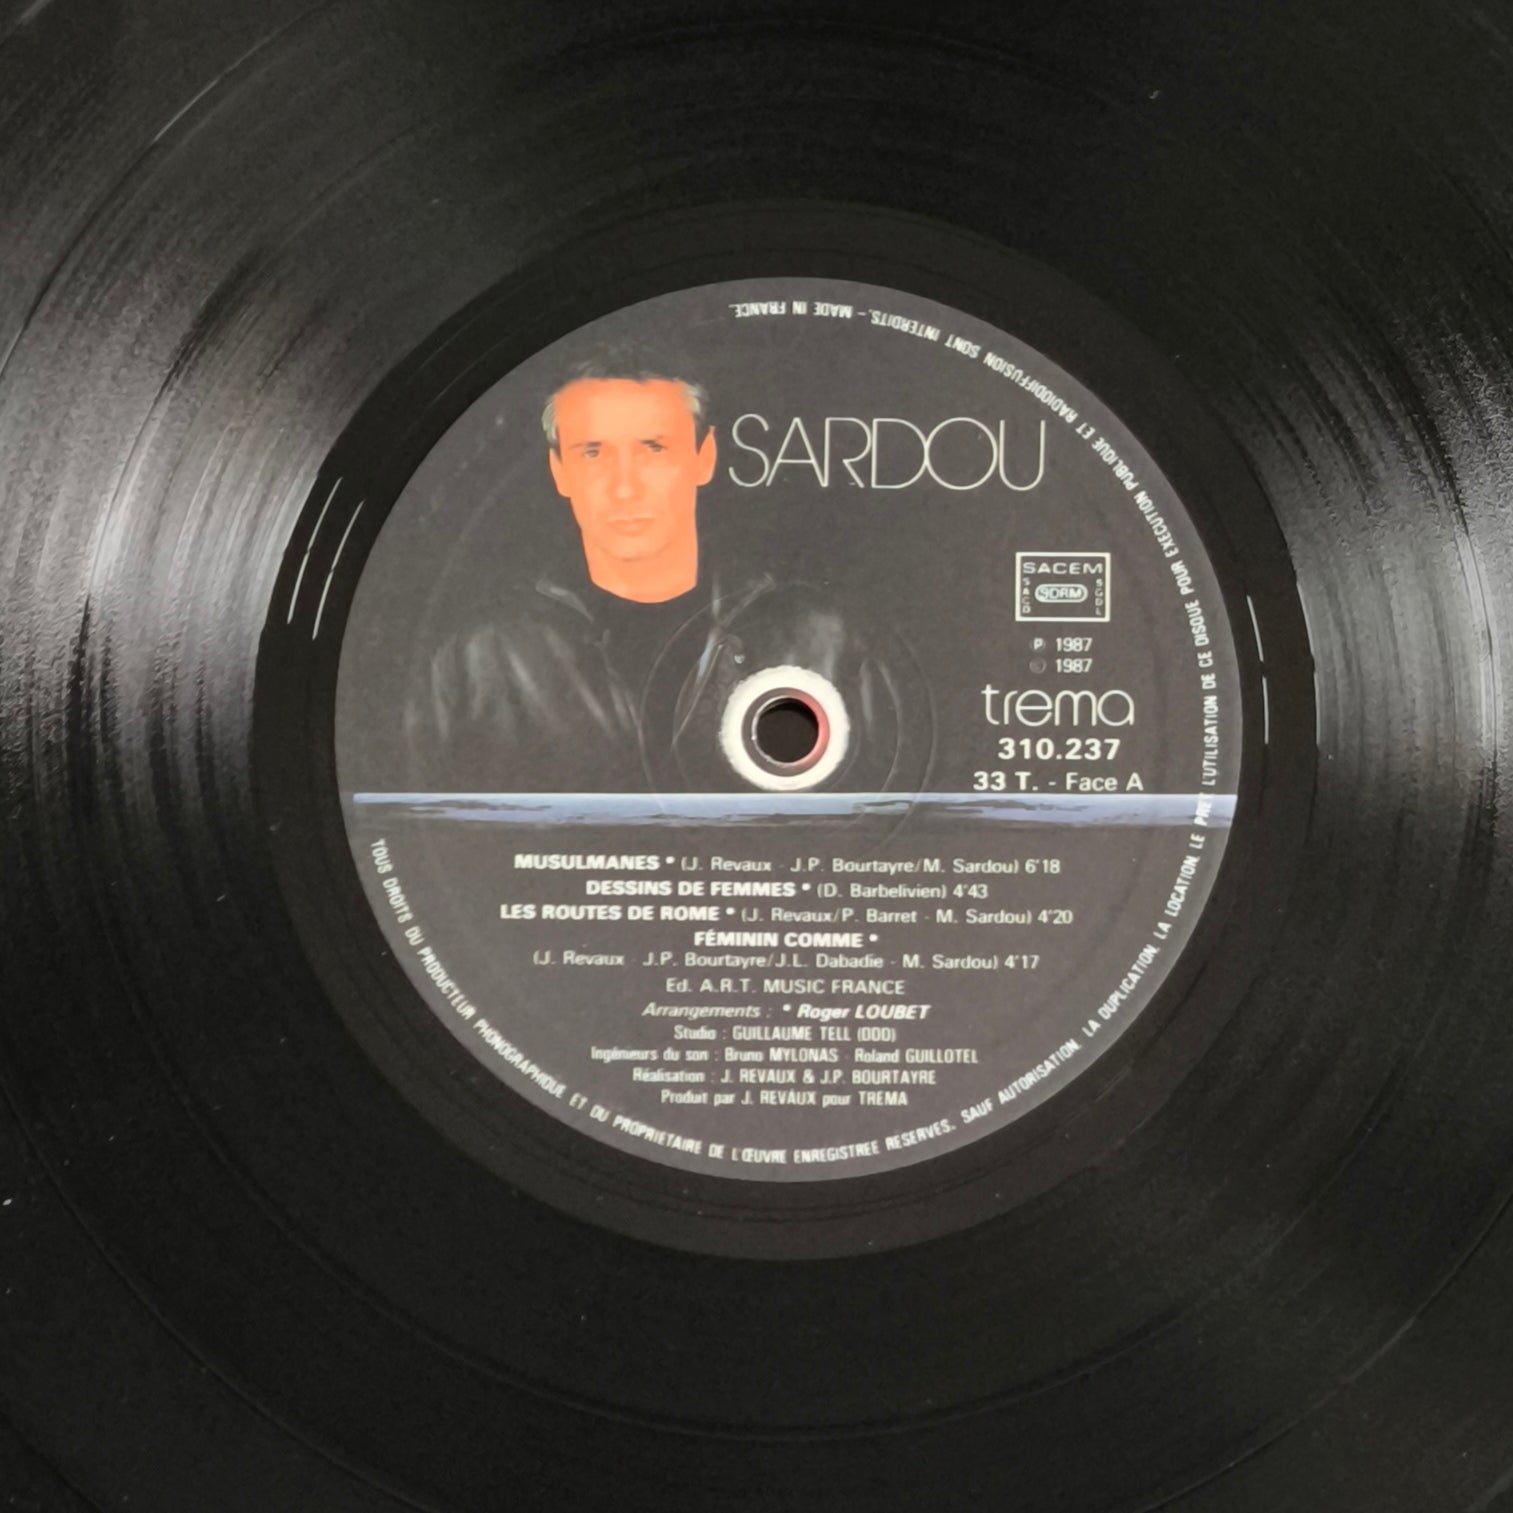 SARDOU
SACEM
SACD
SDRM
SGDL
℗ 1987
© 1987
trema
310.237
33 T. - Face A
MUSULMANES * (J. Revaux - J.P. Bourtayre/M. Sardou) 6'18
DESSINS DE FEMMES * (D. Barbelivien) 4'43
LES ROUTES DE ROME * (J. Revaux/P. Barret - M. Sardou) 4'20
FÉMININ COMME *
(J. Revaux - J.P. Bourtayre/J.L. Dabadie - M. Sardou) 4'17
Ed. A.R.T. MUSIC FRANCE
Arrangements : * Roger LOUBET
Studio : GUILLAUME TELL (DDD)
Ingénieurs du son : Bruno MYLONAS - Roland GUILLOTEL
Réalisation : J. REVAUX & J.P. BOURTAYRE
Produit par J. REVAUX pour TREMA
TOUS DROITS DU PRODUCTEUR PHONOGRAPHIQUE ET DU PROPRIETAIRE DE L'ŒUVRE ENREGISTREE RESERVES. SAUF AUTORISATION. LA DUPLICATION. LA LOCATION. LE PRET L'UTILISATION DE CE DISQUE POUR EXECUTION PUBLIQUE ET RADIODIFFUSION SONT INTERDITS. - MADE IN FRANCE.